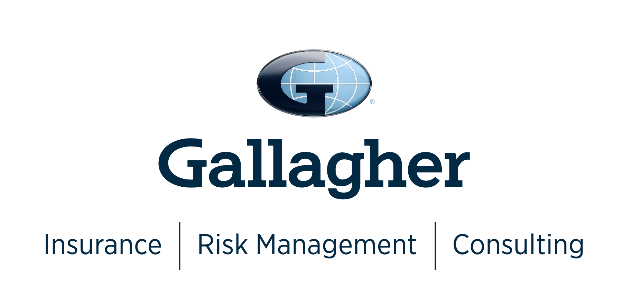 G
Gallagher
Insurance | Risk Management | Consulting